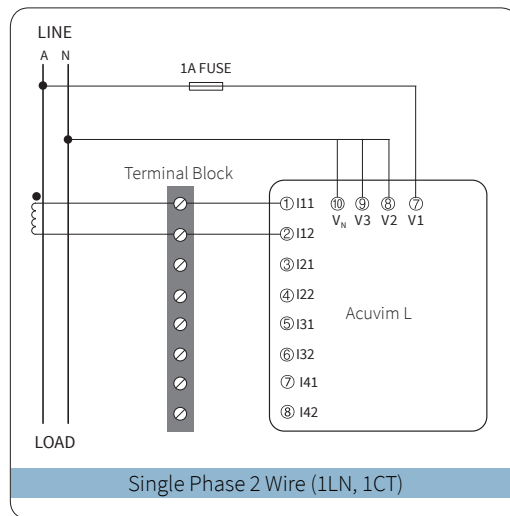 LINE
A N
1A FUSE
Terminal Block
① I11 ⑩ ⑨ ⑧ ⑦
VN V3 V2 V1
② I12
③ I21
④ I22
Acuvim L
⑤ I31
⑥ I32
⑦ I41
⑧ I42
LOAD
Single Phase 2 Wire (1LN, 1CT)